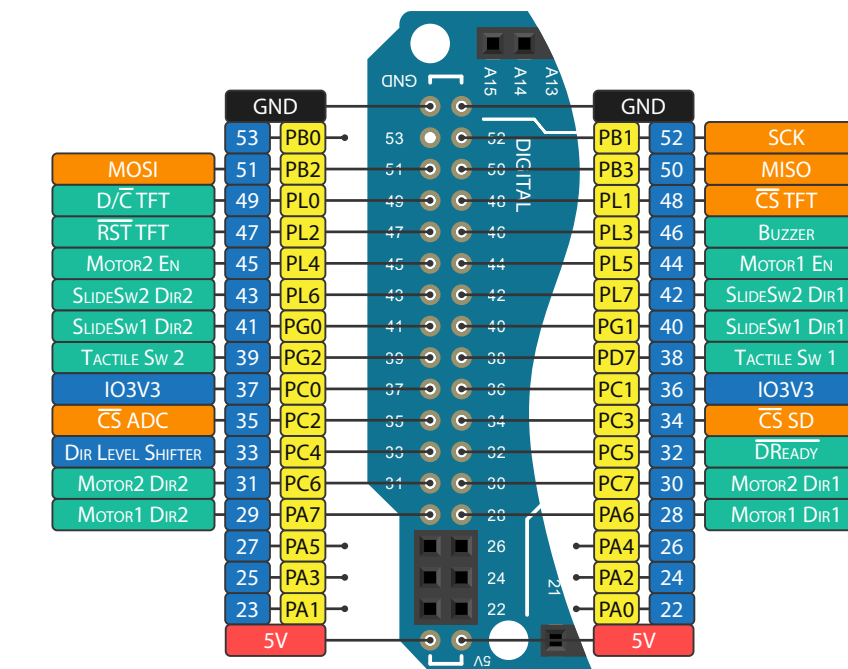 A15 A14 A13
GND
GND GND
53 PB0 53 52 PB1 52 SCK
MOSI 51 PB2 51 50 PB3 50 MISO
D/C TFT 49 PL0 49 48 PL1 48 CS TFT
RST TFT 47 PL2 47 46 PL3 46 BUZZER
MOTOR2 EN 45 PL4 45 44 PL5 44 MOTOR1 EN
SLIDESW2 DIR2 43 PL6 43 42 PL7 42 SLIDESW2 DIR1
SLIDESW1 DIR2 41 PG0 41 40 PG1 40 SLIDESW1 DIR1
TACTILE SW 2 39 PG2 39 38 PD7 38 TACTILE SW 1
IO3V3 37 PC0 37 36 PC1 36 IO3V3
CS ADC 35 PC2 35 34 PC3 34 CS SD
DIR LEVEL SHIFTER 33 PC4 33 32 PC5 32 DREADY
MOTOR2 DIR2 31 PC6 31 30 PC7 30 MOTOR2 DIR1
MOTOR1 DIR2 29 PA7 28 PA6 28 MOTOR1 DIR1
27 PA5 26 PA4 26
25 PA3 24 PA2 24
23 PA1 22 PA0 22
5V 5V
5V
DIGITAL
21